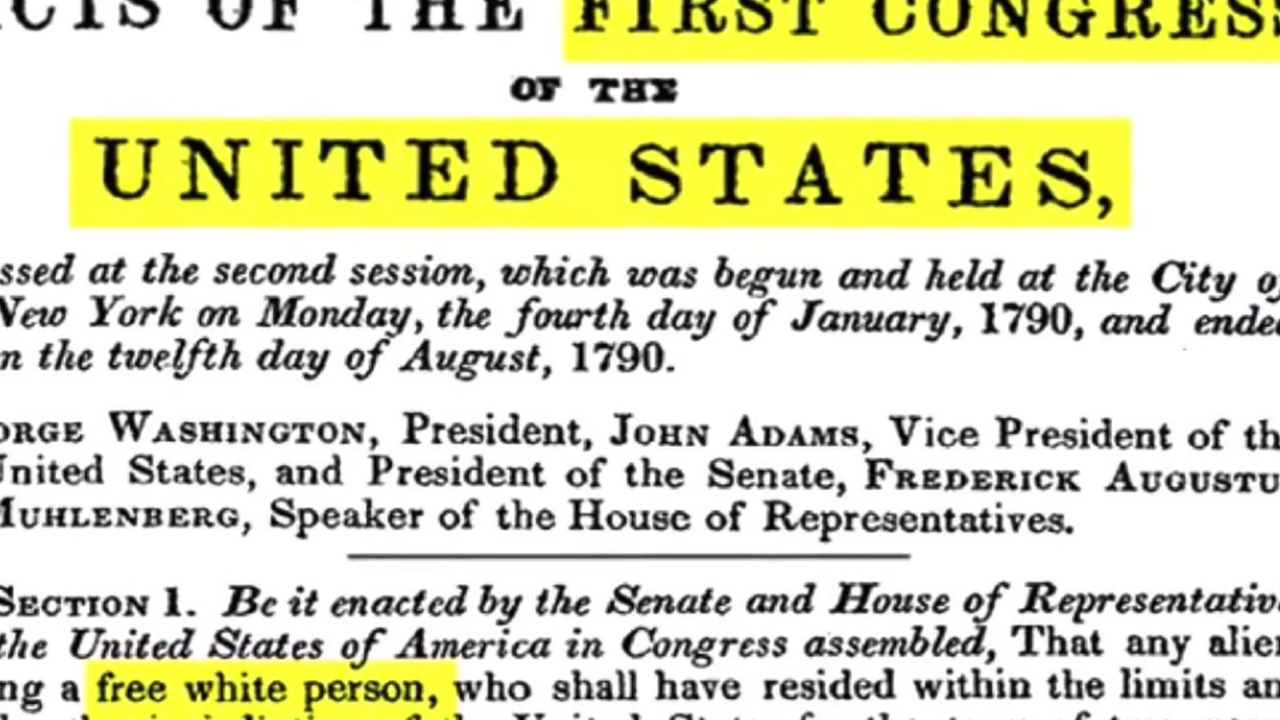 ACTS OF THE FIRST CONGRESS
OF THE
UNITED STATES,
ssed at the second session, which was begun and held at the City of
New York on Monday, the fourth day of January, 1790, and ended
n the twelfth day of August, 1790.
ORGE WASHINGTON, President, JOHN ADAMS, Vice President of th
United States, and President of the Senate, FREDERICK AUGUSTU
MUHLENBERG, Speaker of the House of Representatives.
SECTION 1. Be it enacted by the Senate and House of Representativ
the United States of America in Congress assembled, That any alien
ng a free white person, who shall have resided within the limits an